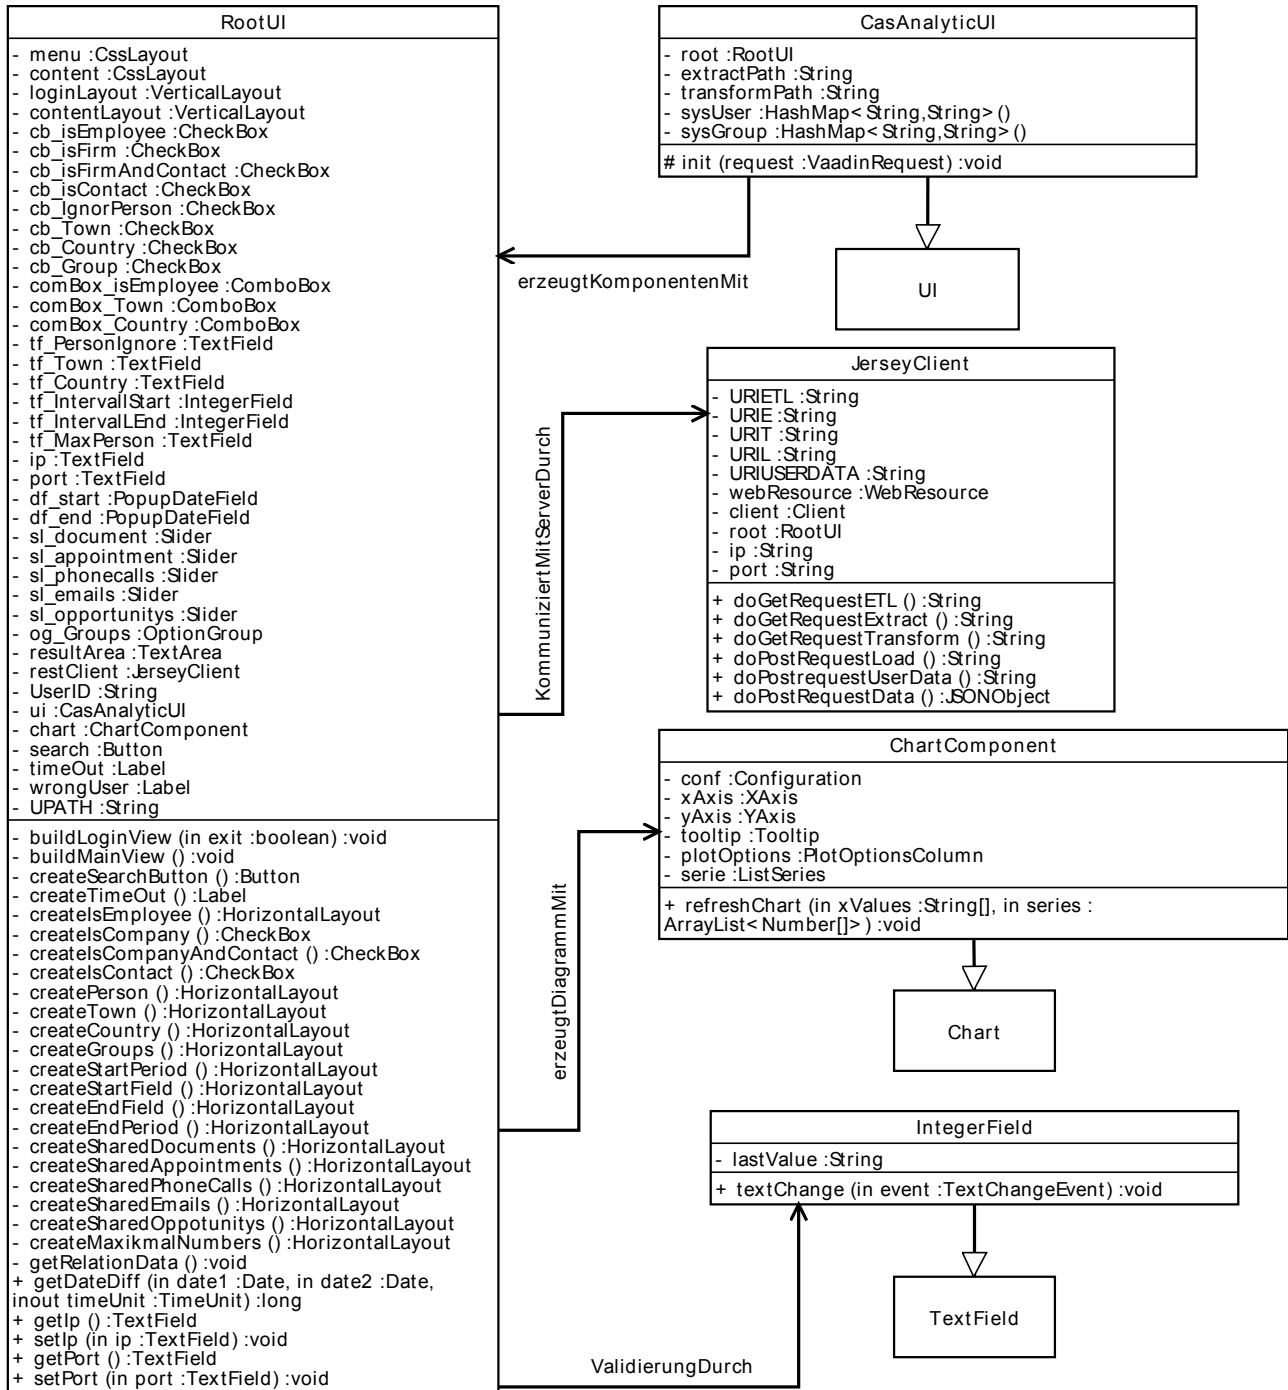 RootUI
- menu :CssLayout
- content :CssLayout
- loginLayout :VerticalLayout
- contentLayout :VerticalLayout
- cb_isEmployee :CheckBox
- cb_isFirm :CheckBox
- cb_isFirmAndContact :CheckBox
- cb_isContact :CheckBox
- cb_IgnorPerson :CheckBox
- cb_Town :CheckBox
- cb_Country :CheckBox
- cb_Group :CheckBox
- comBox_isEmployee :ComboBox
- comBox_Town :ComboBox
- comBox_Country :ComboBox
- tf_PersonIgnore :TextField
- tf_Town :TextField
- tf_Country :TextField
- tf_IntervallStart :IntegerField
- tf_IntervalLEnd :IntegerField
- tf_MaxPerson :TextField
- ip :TextField
- port :TextField
- df_start :PopupDateField
- df_end :PopupDateField
- sl_document :Slider
- sl_appointment :Slider
- sl_phonecalls :Slider
- sl_emails :Slider
- sl_opportunitys :Slider
- og_Groups :OptionGroup
- resultArea :TextArea
- restClient :JerseyClient
- UserID :String
- ui :CasAnalyticUI
- chart :ChartComponent
- search :Button
- timeOut :Label
- wrongUser :Label
- UPATH :String
- buildLoginView (in exit :boolean) :void
- buildMainView () :void
- createSearchButton () :Button
- createTimeOut () :Label
- createIsEmployee () :HorizontalLayout
- createIsCompany () :CheckBox
- createIsCompanyAndContact () :CheckBox
- createIsContact () :CheckBox
- createPerson () :HorizontalLayout
- createTown () :HorizontalLayout
- createCountry () :HorizontalLayout
- createGroups () :HorizontalLayout
- createStartPeriod () :HorizontalLayout
- createStartField () :HorizontalLayout
- createEndField () :HorizontalLayout
- createEndPeriod () :HorizontalLayout
- createSharedDocuments () :HorizontalLayout
- createSharedAppointments () :HorizontalLayout
- createSharedPhoneCalls () :HorizontalLayout
- createSharedEmails () :HorizontalLayout
- createSharedOppotunitys () :HorizontalLayout
- createMaxikmalNumbers () :HorizontalLayout
- getRelationData () :void
+ getDateDiff (in date1 :Date, in date2 :Date,
inout timeUnit :TimeUnit) :long
+ getIp () :TextField
+ setIp (in ip :TextField) :void
+ getPort () :TextField
+ setPort (in port :TextField) :void
CasAnalyticUI
- root :RootUI
- extractPath :String
- transformPath :String
- sysUser :HashMap<String,String>()
- sysGroup :HashMap<String,String>()
# init (request :VaadinRequest) :void
erzeugtKomponentenMit
UI
JerseyClient
- URIETL :String
- URIE :String
- URIT :String
- URIL :String
- URIUSERDATA :String
- webResource :WebResource
- client :Client
- root :RootUI
- ip :String
- port :String
+ doGetRequestETL () :String
+ doGetRequestExtract () :String
+ doGetRequestTransform () :String
+ doPostRequestLoad () :String
+ doPostrequestUserData () :String
+ doPostRequestData () :JSONObject
KommuniziertMitServerDurch
ChartComponent
- conf :Configuration
- xAxis :XAxis
- yAxis :YAxis
- tooltip :Tooltip
- plotOptions :PlotOptionsColumn
- serie :ListSeries
+ refreshChart (in xValues :String[], in series :
ArrayList<Number[]>) :void
erzeugtDiagrammMit
Chart
IntegerField
- lastValue :String
+ textChange (in event :TextChangeEvent) :void
TextField
ValidierungDurch